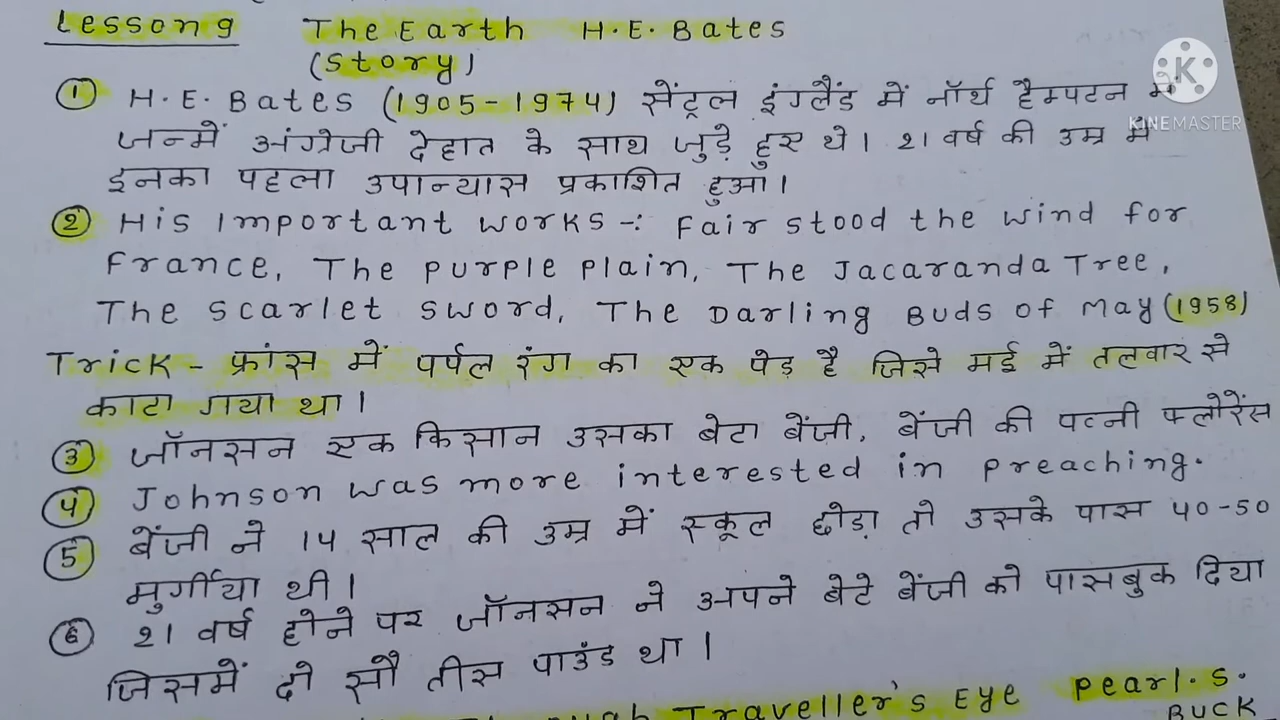 Lesson 9 The Earth H.E. Bates
(Story)
① H.E. Bates (1905-1974) सेंट्रल इंग्लैंड में नॉर्थ हैम्पटन में
जन्में अंग्रेजी देहात के साथ जुड़े हुए थे। 21 वर्ष की उम्र में
इनका पहला उपान्यास प्रकाशित हुआ।
② His Important works -: Fair stood the wind for
France, The Purple Plain, The Jacaranda Tree,
The Scarlet Sword, The Darling Buds of May (1958)
Trick - फ्रांस में पर्पल रंग का एक पेड़ है जिसे मई में तलवार से
काटा गया था।
③ जॉनसन एक किसान उसका बेटा बेंजी, बेंजी की पत्नी फ्लोरेंस
④ Johnson was more interested in preaching.
⑤ बेंजी ने 14 साल की उम्र में स्कूल छोड़ा तो उसके पास 40-50
मुर्गीया थी।
⑥ 21 वर्ष होने पर जॉनसन ने अपने बेटे बेंजी को पासबुक दिया
जिसमें दो सौ तीस पाउंड था।
Traveller's Eye Pearl. S.
BUCK
K
KINEMASTER